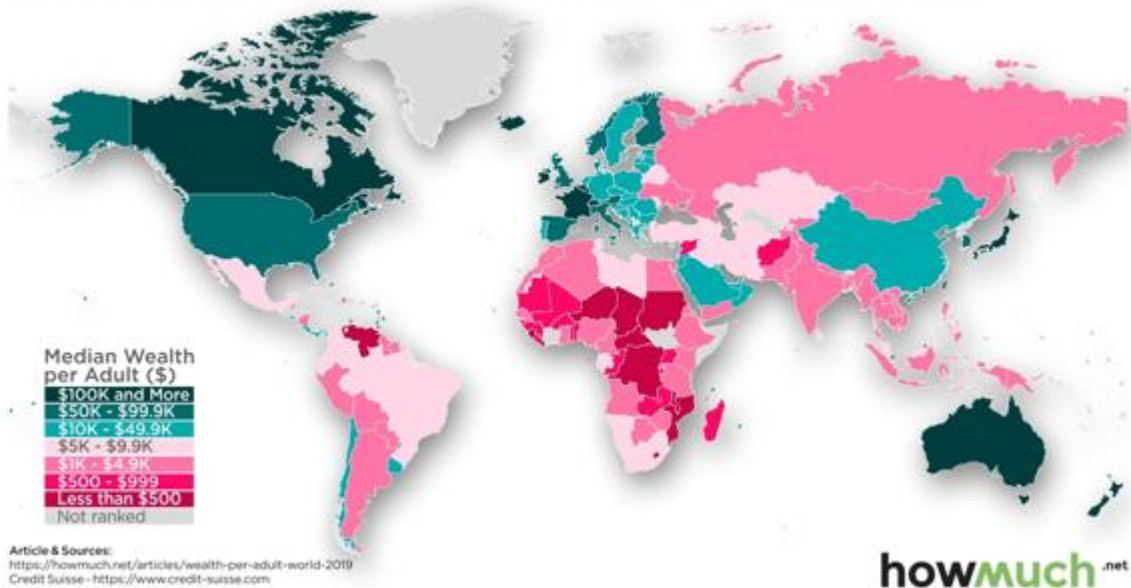 Median Wealth
per Adult ($)
$100K and More
$50K - $99.9K
$10K - $49.9K
$5K - $9.9K
$1K - $4.9K
$500 - $999
Less than $500
Not ranked
Article & Sources:
https://howmuch.net/articles/wealth-per-adult-world-2019
Credit Suisse - https://www.credit-suisse.com
howmuch.net